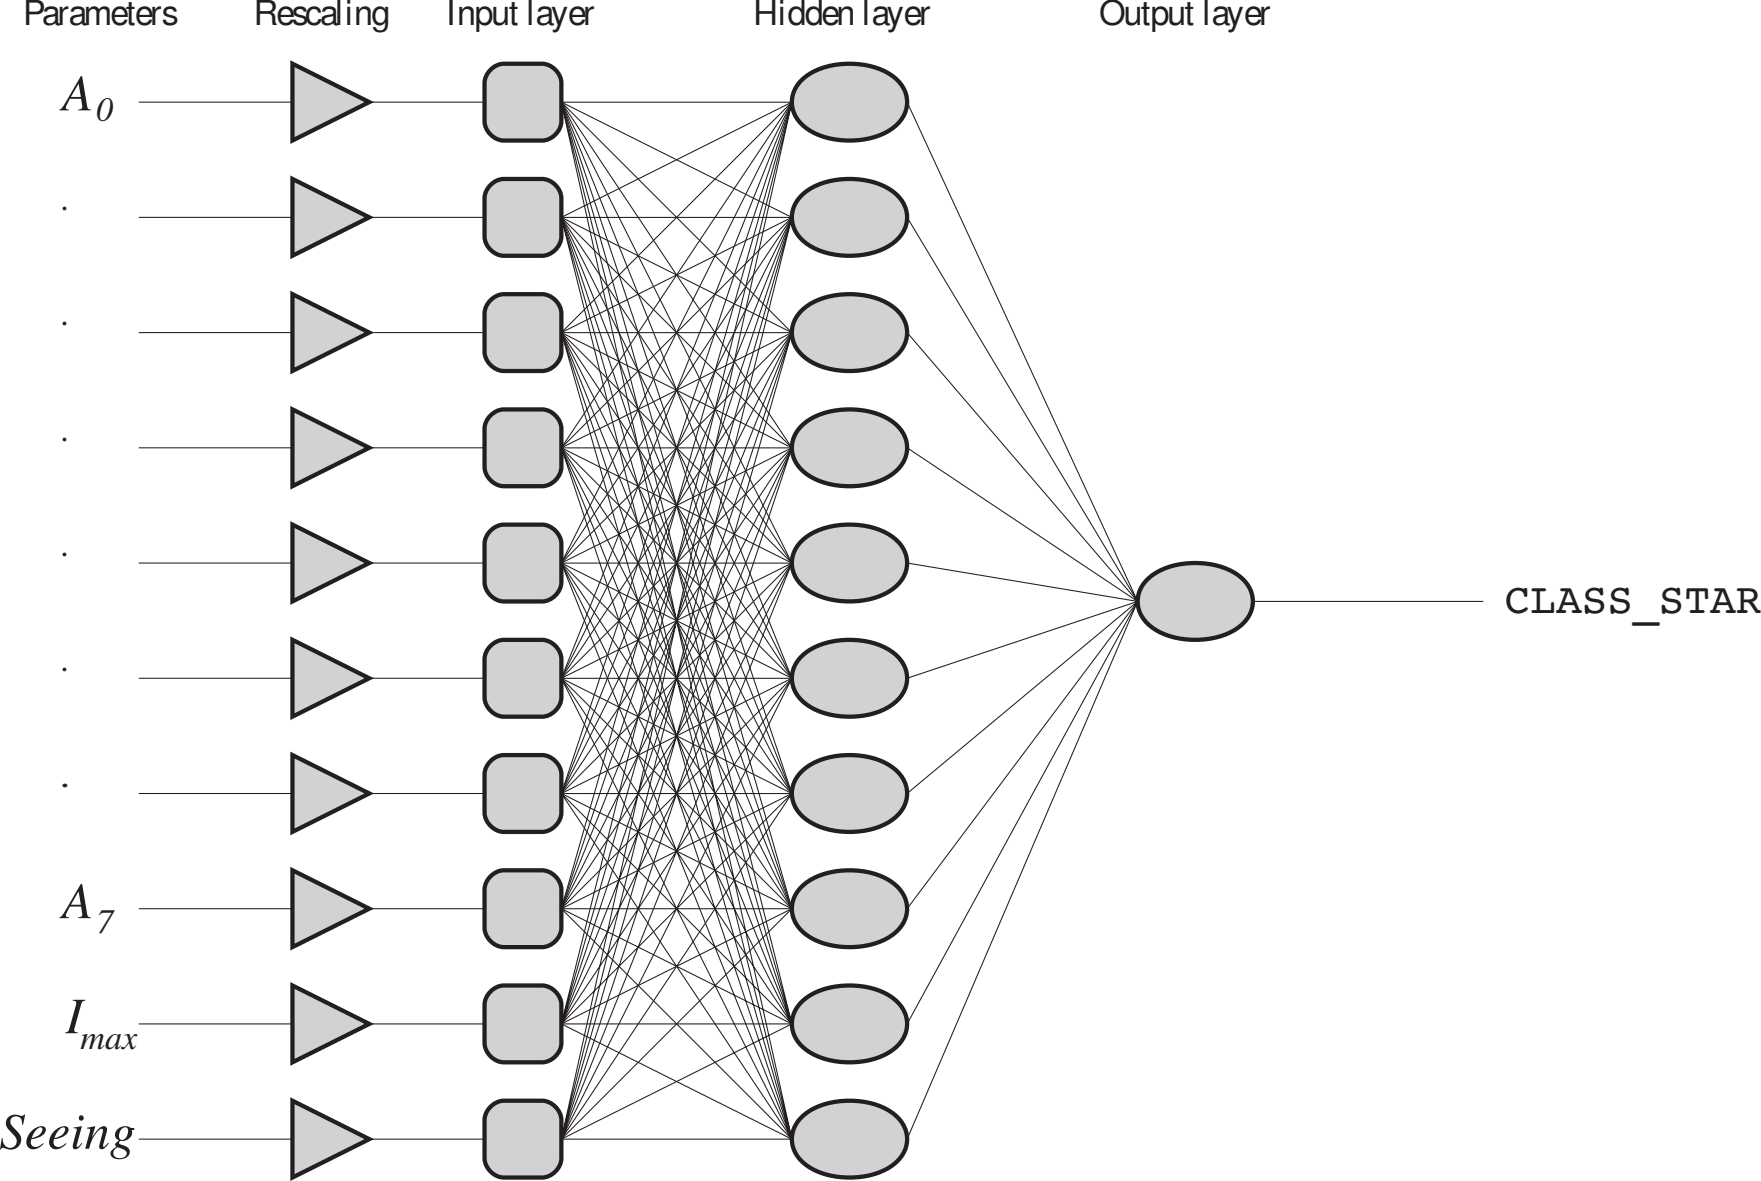 Parameters Rescaling Input layer Hidden layer Output layer
A0
.
.
.
.
.
.
A7
Imax
Seeing
CLASS_STAR